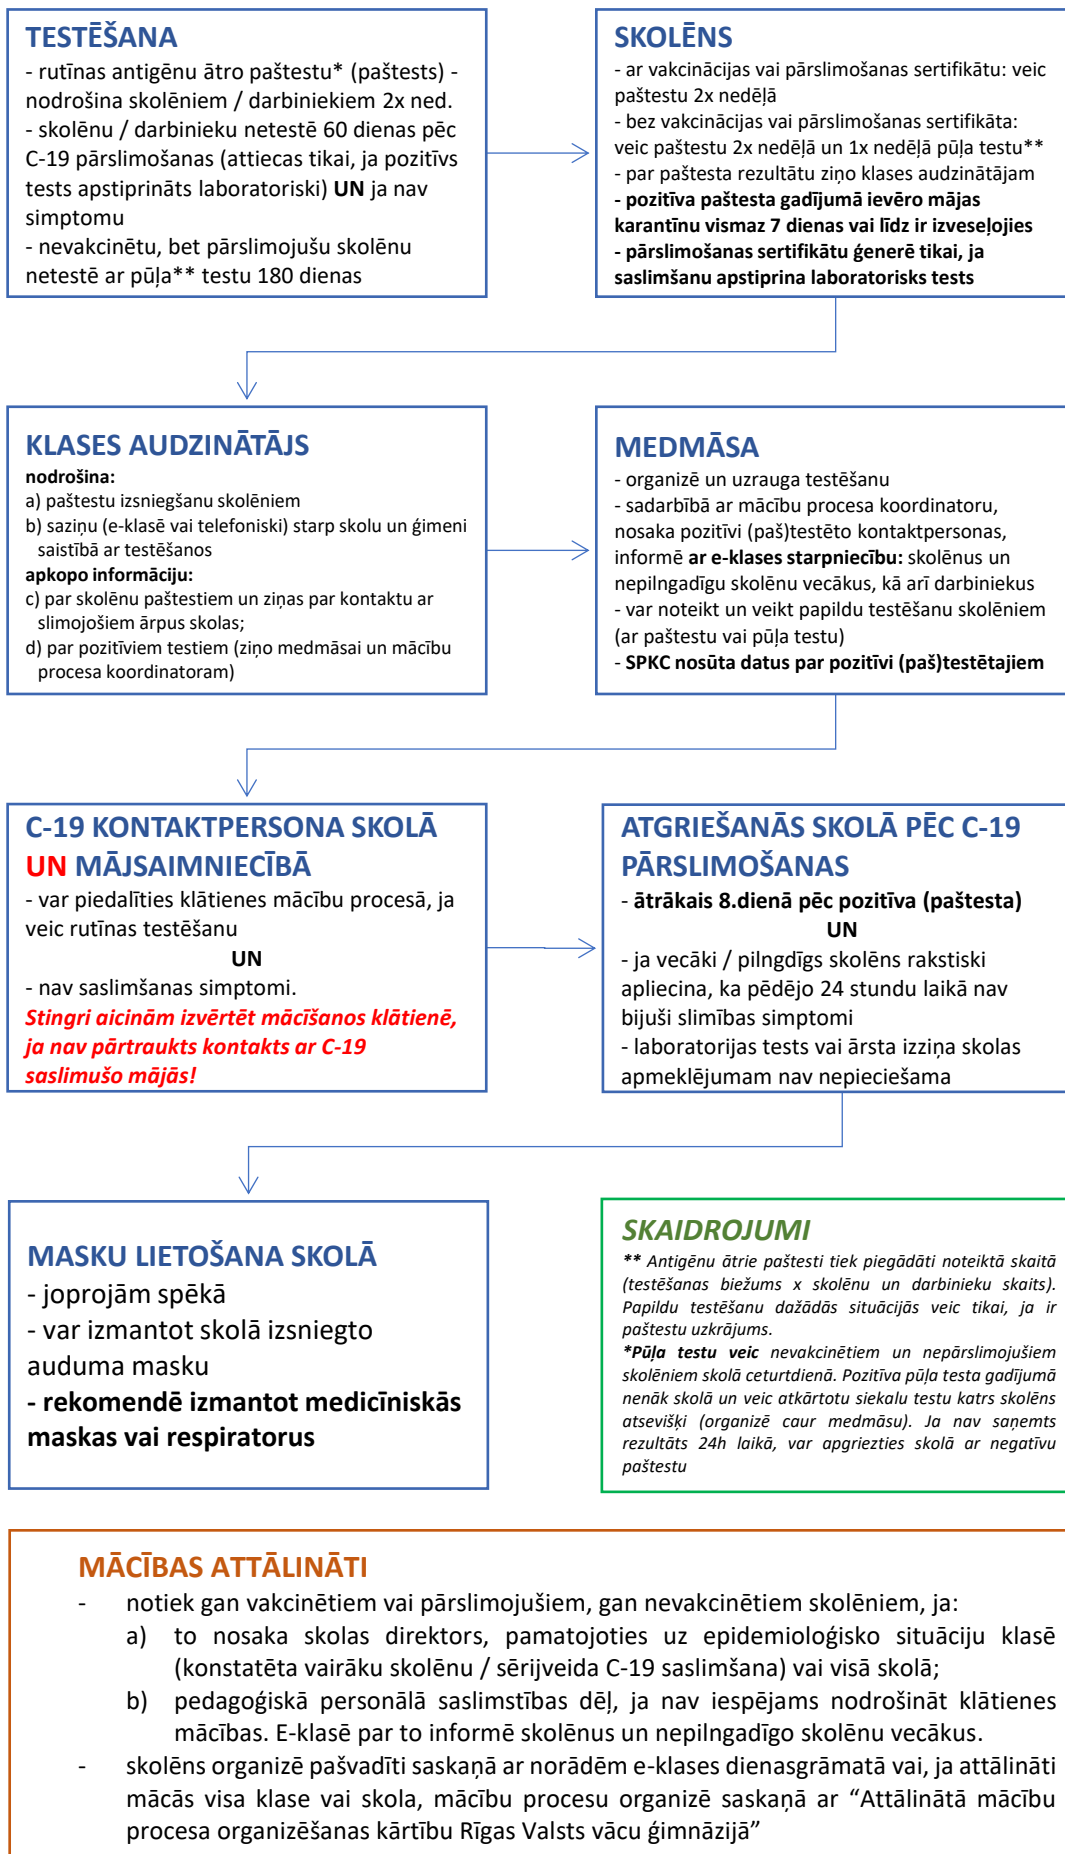 TESTĒŠANA
- rutīnas antigēnu ātro paštestu* (paštests) -
nodrošina skolēniem / darbiniekiem 2x ned.
- skolēnu / darbinieku netestē 60 dienas pēc
C-19 pārslimošanas (attiecas tikai, ja pozitīvs
tests apstiprināts laboratoriski) UN ja nav
simptomu
- nevakcinētu, bet pārslimojušu skolēnu
netestē ar pūļa** testu 180 dienas
SKOLĒNS
- ar vakcinācijas vai pārslimošanas sertifikātu: veic
paštestu 2x nedēļā
- bez vakcinācijas vai pārslimošanas sertifikāta:
veic paštestu 2x nedēļā un 1x nedēļā pūļa testu**
- par paštesta rezultātu ziņo klases audzinātājam
- pozitīva paštesta gadījumā ievēro mājas
karantīnu vismaz 7 dienas vai līdz ir izveseļojies
- pārslimošanas sertifikātu ģenerē tikai, ja
saslimšanu apstiprina laboratorisks tests
KLASES AUDZINĀTĀJS
nodrošina:
a) paštestu izsniegšanu skolēniem
b) saziņu (e-klasē vai telefoniski) starp skolu un ģimeni
saistībā ar testēšanos
apkopo informāciju:
c) par skolēnu paštestiem un ziņas par kontaktu ar
slimojošiem ārpus skolas;
d) par pozitīviem testiem (ziņo medmāsai un mācību
procesa koordinatoram)
MEDMĀSA
- organizē un uzrauga testēšanu
- sadarbībā ar mācību procesa koordinatoru,
nosaka pozitīvi (paš)testēto kontaktpersonas,
informē ar e-klases starpniecību: skolēnus un
nepilngadīgu skolēnu vecākus, kā arī darbiniekus
- var noteikt un veikt papildu testēšanu skolēniem
(ar paštestu vai pūļa testu)
- SPKC nosūta datus par pozitīvi (paš)testētajiem
C-19 KONTAKTPERSONA SKOLĀ
UN MĀJSAIMNIECĪBĀ
- var piedalīties klātienes mācību procesā, ja
veic rutīnas testēšanu
UN
- nav saslimšanas simptomi.
Stingri aicinām izvērtēt mācīšanos klātienē,
ja nav pārtraukts kontakts ar C-19
saslimušo mājās!
ATGRIEŠANĀS SKOLĀ PĒC C-19
PĀRSLIMOŠANAS
- ātrākais 8.dienā pēc pozitīva (paštesta)
UN
- ja vecāki / pilngdīgs skolēns rakstiski
apliecina, ka pēdējo 24 stundu laikā nav
bijuši slimības simptomi
- laboratorijas tests vai ārsta izziņa skolas
apmeklējumam nav nepieciešama
MASKU LIETOŠANA SKOLĀ
- joprojām spēkā
- var izmantot skolā izsniegto
auduma masku
- rekomendē izmantot medicīniskās
maskas vai respiratorus
SKAIDROJUMI
** Antigēnu ātrie paštesti tiek piegādāti noteiktā skaitā
(testēšanas biežums x skolēnu un darbinieku skaits).
Papildu testēšanu dažādās situācijās veic tikai, ja ir
paštestu uzkrājums.
*Pūļa testu veic nevakcinētiem un nepārslimojušiem
skolēniem skolā ceturtdienā. Pozitīva pūļa testa gadījumā
nenāk skolā un veic atkārtotu siekalu testu katrs skolēns
atsevišķi (organizē caur medmāsu). Ja nav saņemts
rezultāts 24h laikā, var apgriezties skolā ar negatīvu
paštestu
MĀCĪBAS ATTĀLINĀTI
- notiek gan vakcinētiem vai pārslimojušiem, gan nevakcinētiem skolēniem, ja:
a) to nosaka skolas direktors, pamatojoties uz epidemioloģisko situāciju klasē
(konstatēta vairāku skolēnu / sērijveida C-19 saslimšana) vai visā skolā;
b) pedagoģiskā personālā saslimstības dēļ, ja nav iespējams nodrošināt klātienes
mācības. E-klasē par to informē skolēnus un nepilngadīgo skolēnu vecākus.
- skolēns organizē pašvadīti saskaņā ar norādēm e-klases dienasgrāmatā vai, ja attālināti
mācās visa klase vai skola, mācību procesu organizē saskaņā ar “Attālinātā mācību
procesa organizēšanas kārtību Rīgas Valsts vācu ģimnāzijā”